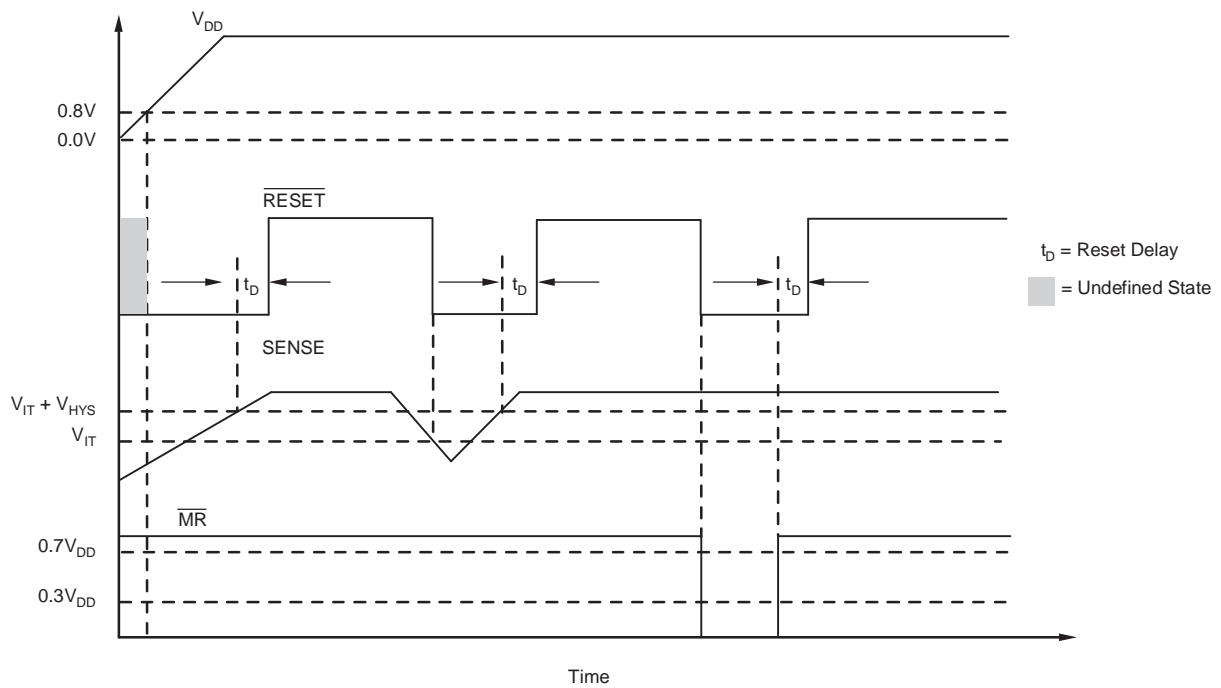 V_DD
0.8V
0.0V
RESET
t_D = Reset Delay
t_D
t_D
t_D
= Undefined State
SENSE
V_IT + V_HYS
V_IT
MR
0.7V_DD
0.3V_DD
Time